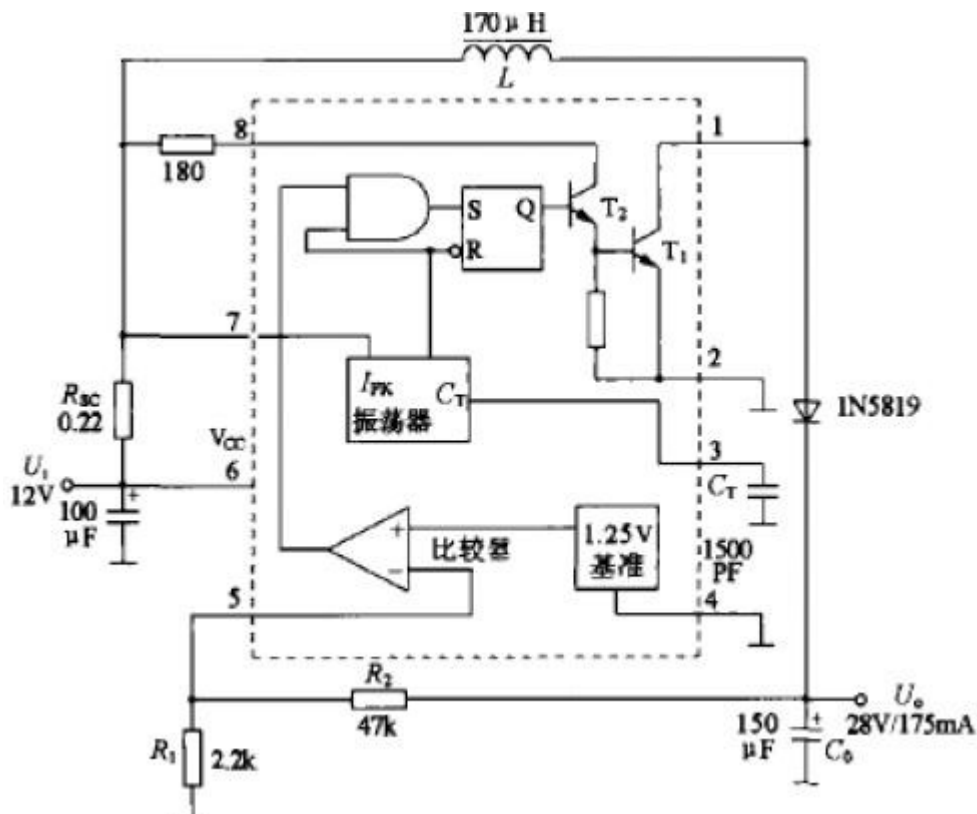 170μH
L
8
1
180
S
Q
R
T2
T1
7
2
IPK
CT
振荡器
RSC
0.22
1N5819
VCC
6
3
UI
12V
CT
100
μF
+
+
比较器
−
1.25V
基准
1500
PF
5
4
R2
47k
Uo
28V/175mA
150
μF
+
C0
R1
2.2k